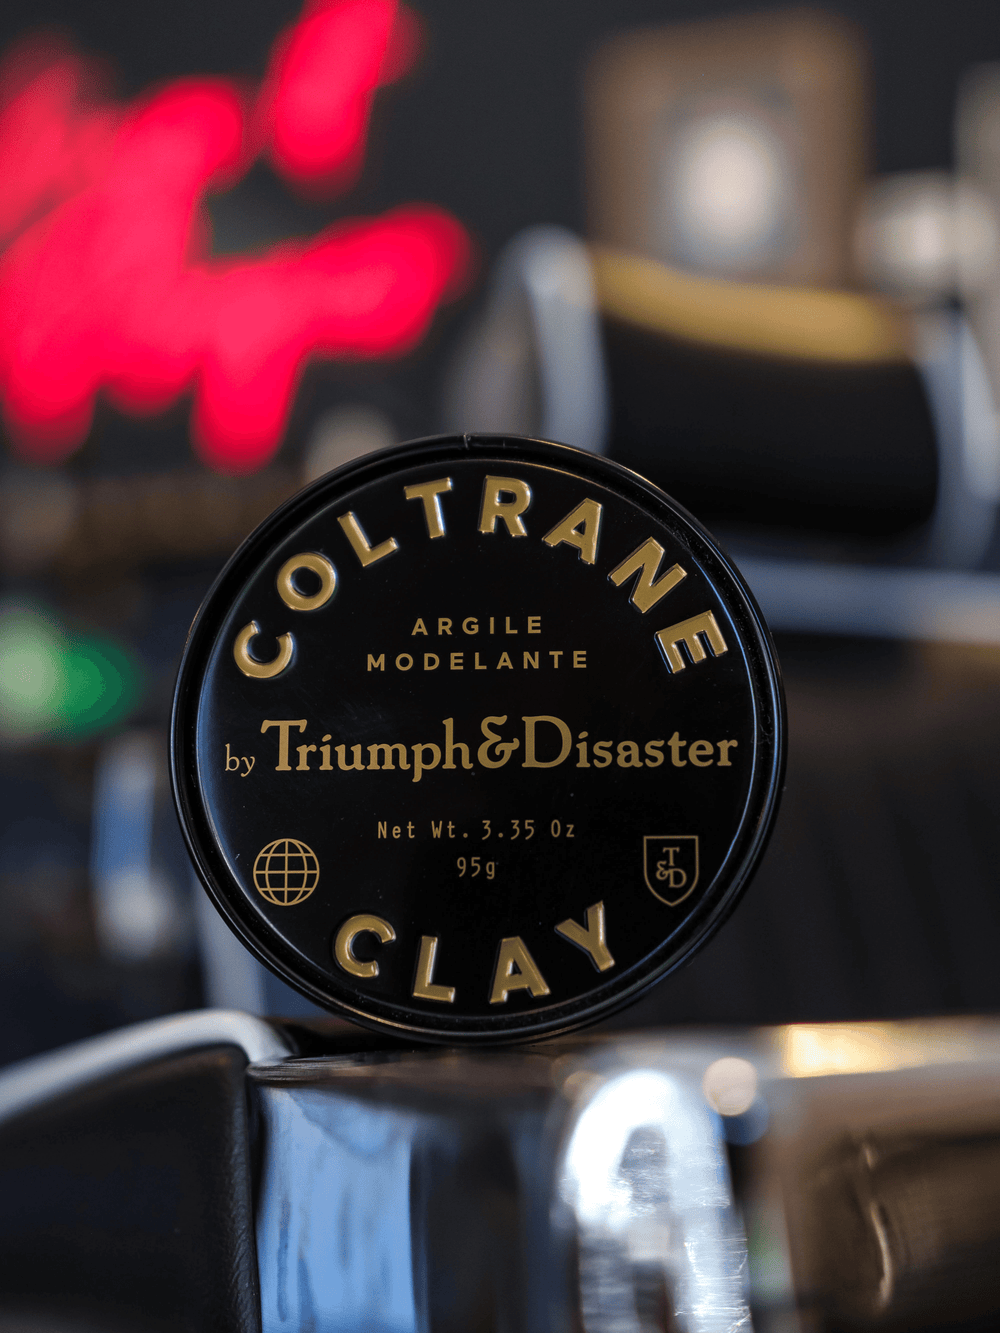 COLTRANE
ARGILE
MODELANTE
by Triumph&Disaster
Net Wt. 3.35 Oz
95g
T
&D
CLAY